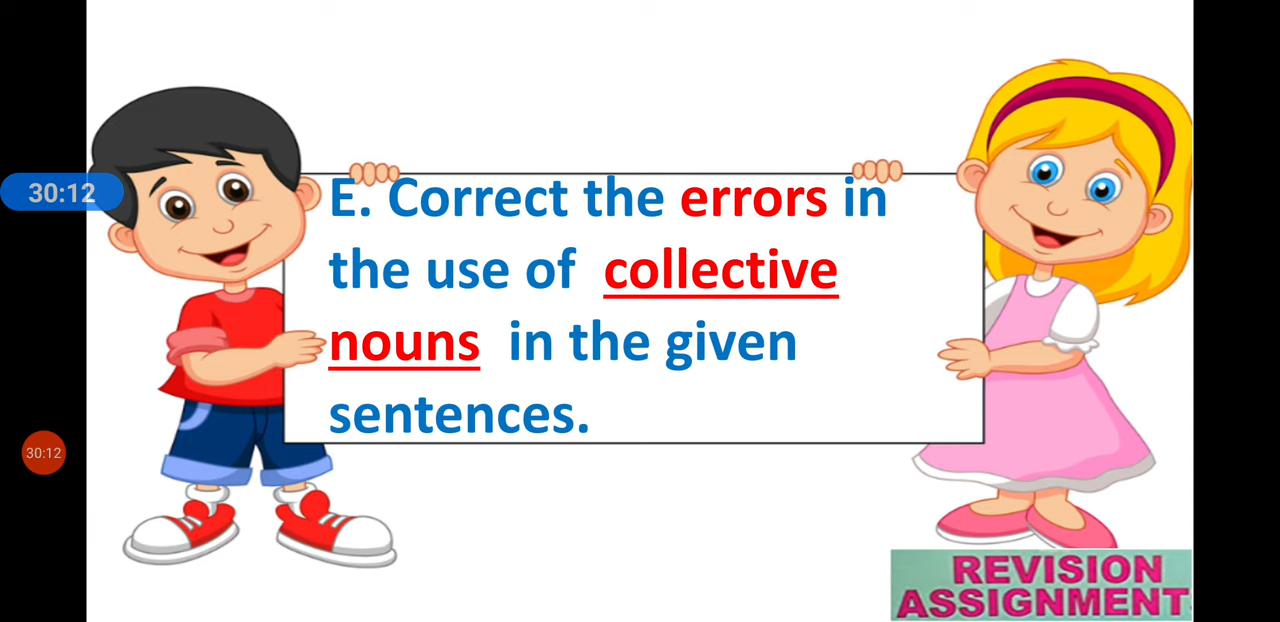 30:12
E. Correct the errors in
the use of collective
nouns in the given
sentences.
30:12
REVISION
ASSIGNMENT